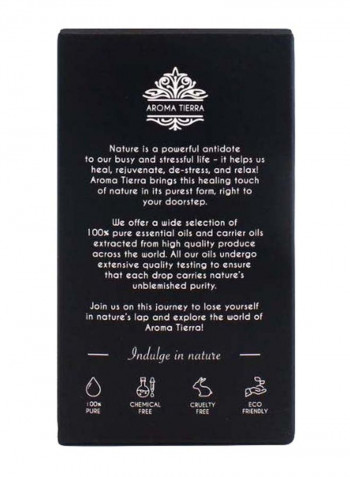 AROMA TIERRA
Nature is a powerful antidote
to our busy and stressful life – it helps us
heal, rejuvenate, de-stress, and relax!
Aroma Tierra brings this healing touch
of nature in its purest form, right to
your doorstep.
We offer a wide selection of
100% pure essential oils and carrier oils
extracted from high quality produce
across the world. All our oils undergo
extensive quality testing to ensure
that each drop carries nature's
unblemished purity.
Join us on this journey to lose yourself
in nature's lap and explore the world of
Aroma Tierra!
Indulge in nature
100% PURE
CHEMICAL FREE
CRUELTY FREE
ECO FRIENDLY